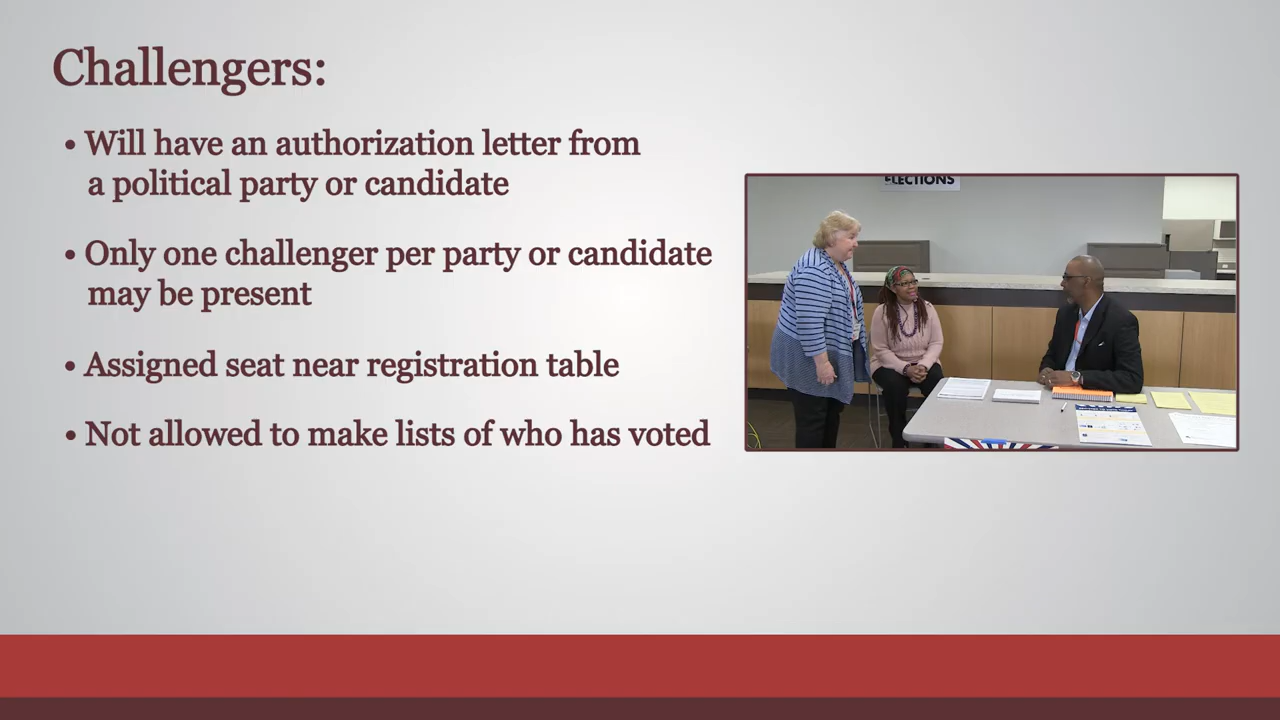 Challengers:
• Will have an authorization letter from
a political party or candidate
• Only one challenger per party or candidate
may be present
• Assigned seat near registration table
• Not allowed to make lists of who has voted
ELECTIONS